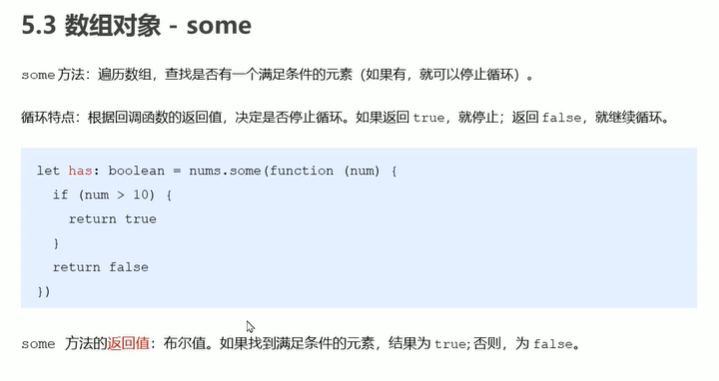 5.3 数组对象 - some
some 方法：遍历数组，查找是否有一个满足条件的元素（如果有，就可以停止循环）。
循环特点：根据回调函数的返回值，决定是否停止循环。如果返回 true，就停止；返回 false，就继续循环。
let has: boolean = nums.some(function (num) {
  if (num > 10) {
    return true
  }
  return false
})
some 方法的返回值：布尔值。如果找到满足条件的元素，结果为 true;否则，为 false。